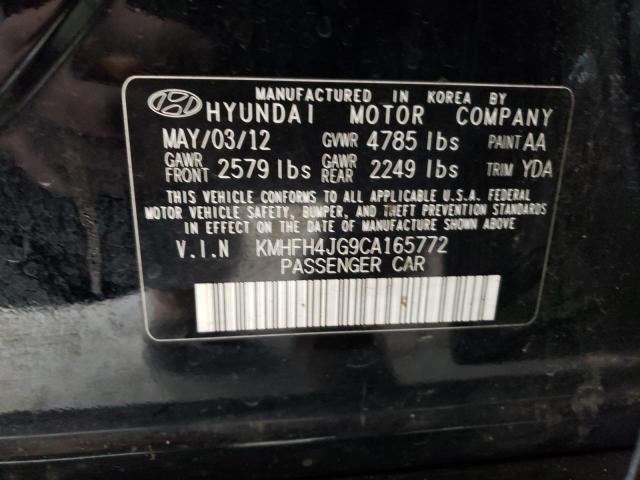 MANUFACTURED IN KOREA BY
HYUNDAI MOTOR COMPANY
MAY/03/12 GVWR 4785 lbs PAINT AA
GAWR FRONT 2579 lbs GAWR REAR 2249 lbs TRIM YDA
THIS VEHICLE CONFORMS TO ALL APPLICABLE U.S.A. FEDERAL
MOTOR VEHICLE SAFETY, BUMPER, AND THEFT PREVENTION STANDARDS
IN EFFECT ON THE DATE OF MANUFACTURE SHOWN ABOVE
V.I.N KMHFH4JG9CA165772
PASSENGER CAR